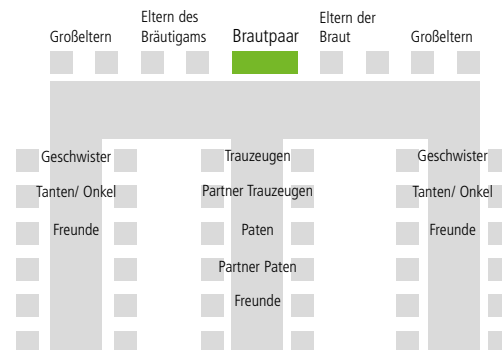 Großeltern
Eltern des
Bräutigams
Brautpaar
Eltern der
Braut
Großeltern
Geschwister
Trauzeugen
Geschwister
Tanten/ Onkel
Partner Trauzeugen
Tanten/ Onkel
Freunde
Paten
Freunde
Partner Paten
Freunde